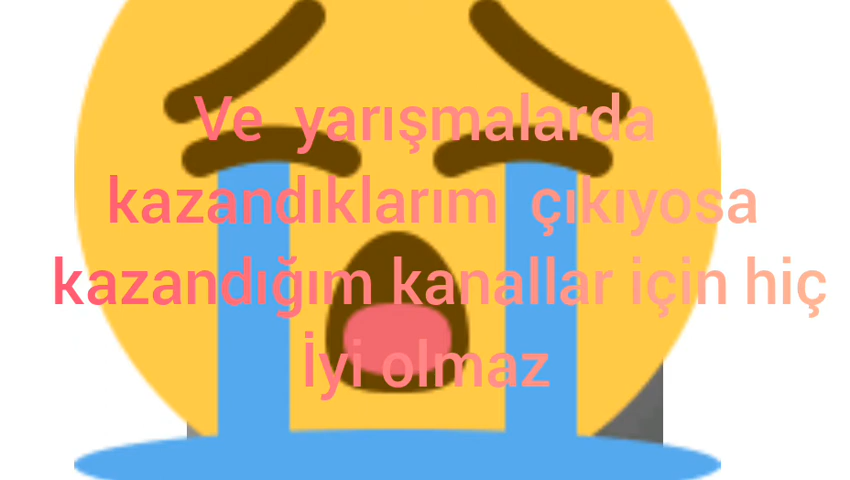 Ve yarışmalarda
kazandıklarım çıkıyosa
kazandığım kanallar için hiç
İyi olmaz